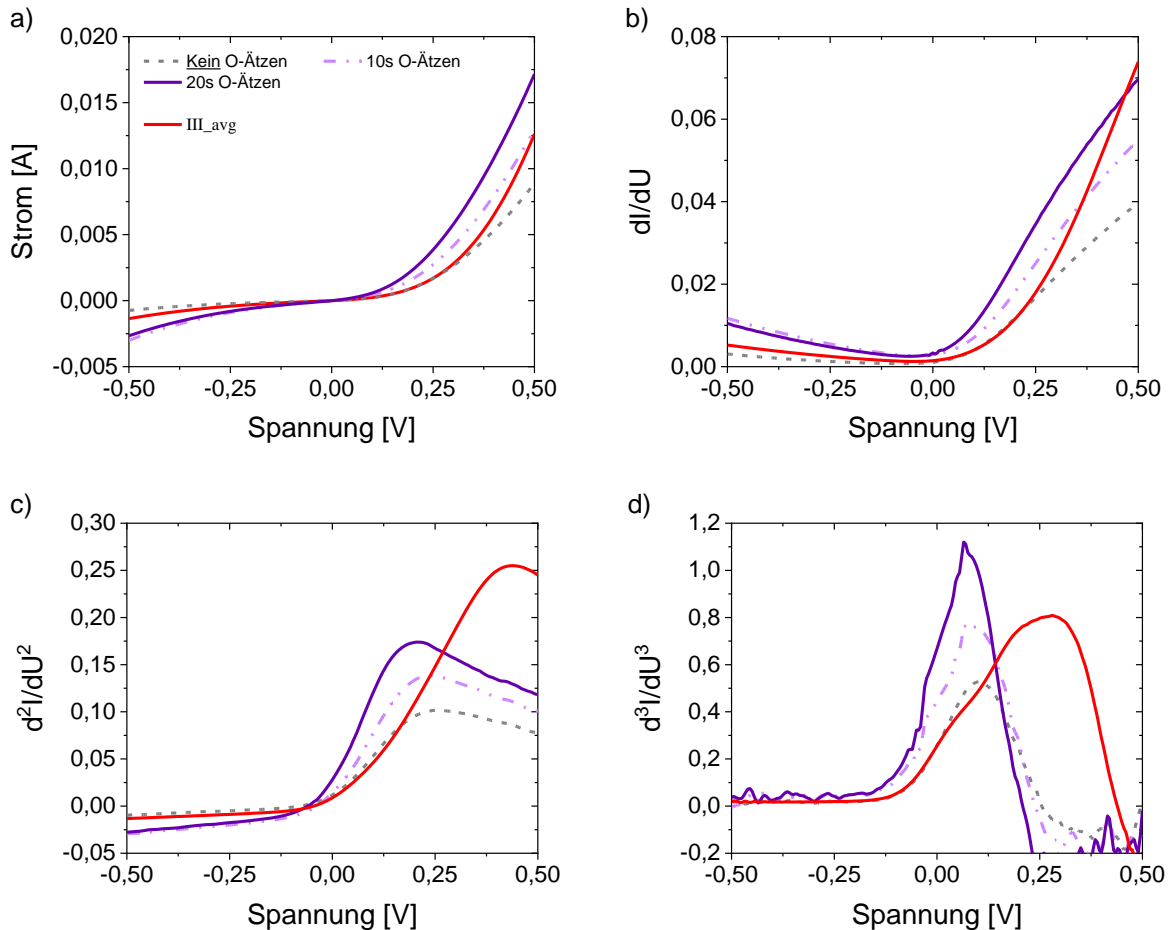 a)
0,020
0,015
0,010
0,005
0,000
-0,005
Strom [A]
Kein O-Ätzen
10s O-Ätzen
20s O-Ätzen
III_avg
-0,50 -0,25 0,00 0,25 0,50
Spannung [V]
b)
0,08
0,06
0,04
0,02
0,00
dI/dU
-0,50 -0,25 0,00 0,25 0,50
Spannung [V]
c)
0,30
0,25
0,20
0,15
0,10
0,05
0,00
-0,05
d²I/dU²
-0,50 -0,25 0,00 0,25 0,50
Spannung [V]
d)
1,2
1,0
0,8
0,6
0,4
0,2
0,0
-0,2
d³I/dU³
-0,50 -0,25 0,00 0,25 0,50
Spannung [V]